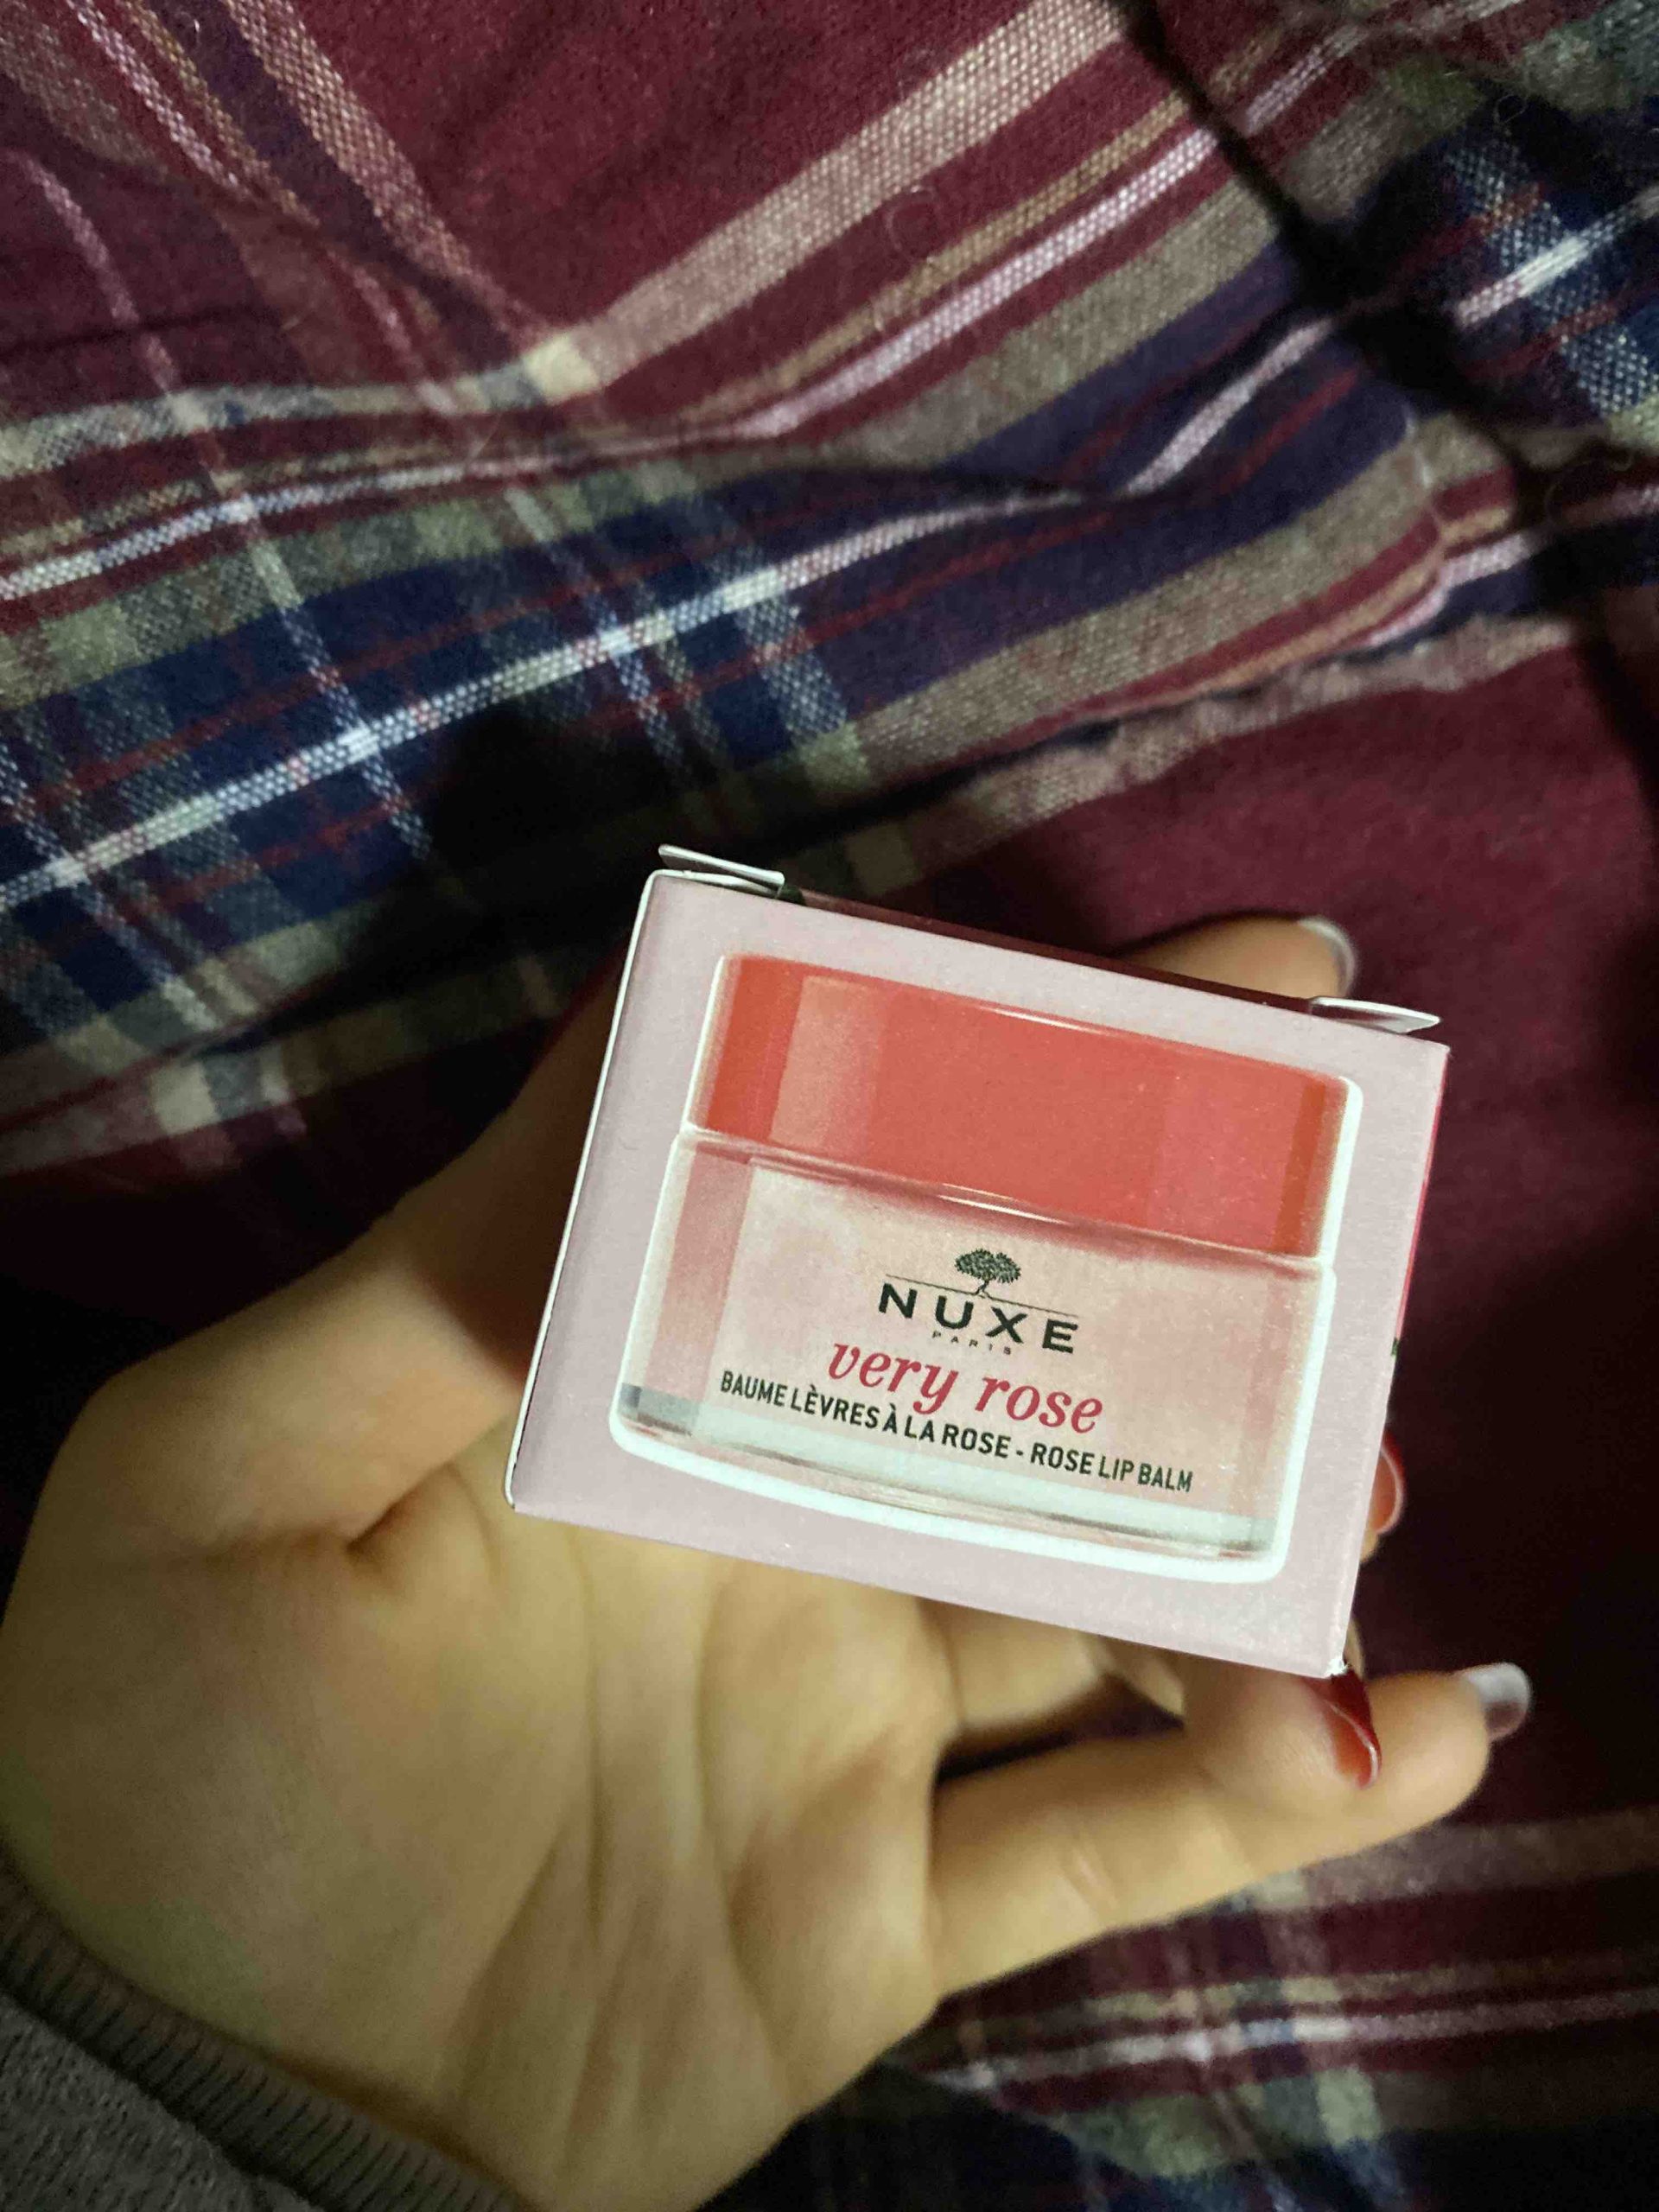 NUXE
PARIS
very rose
BAUME LÈVRES À LA ROSE - ROSE LIP BALM